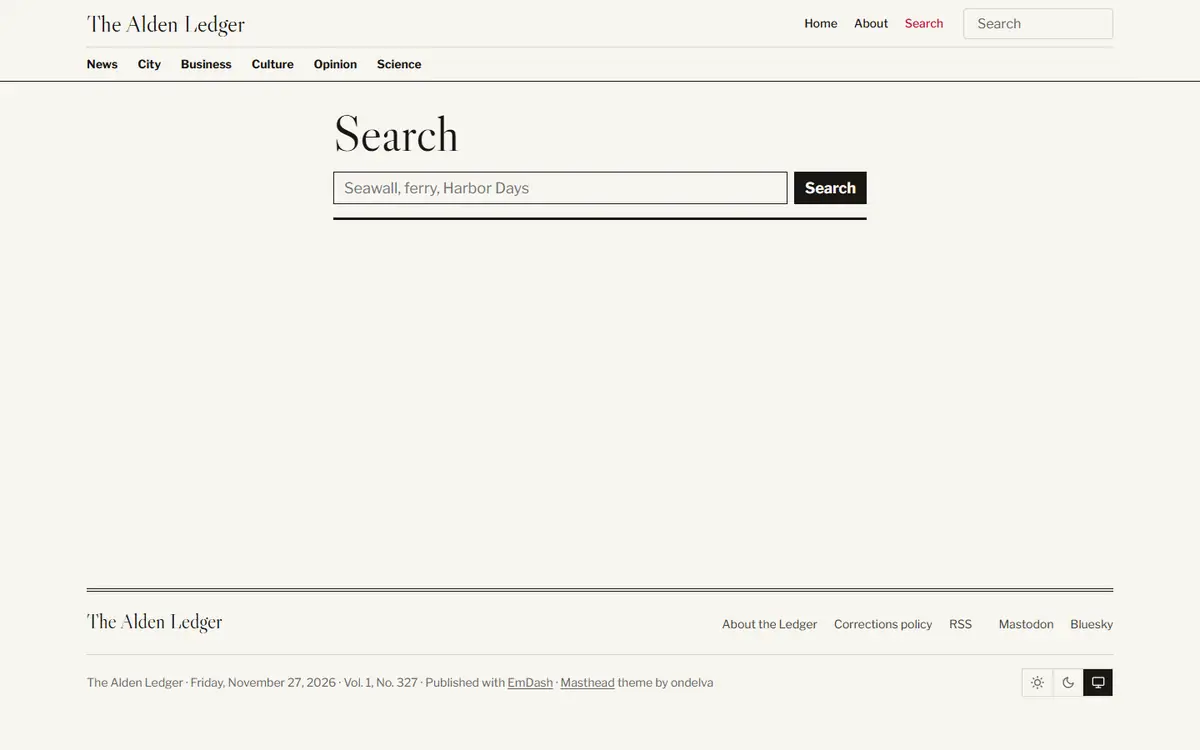 The Alden Ledger
Home About Search Search
News City Business Culture Opinion Science
Search
Seawall, ferry, Harbor Days Search
The Alden Ledger
About the Ledger Corrections policy RSS Mastodon Bluesky
The Alden Ledger · Friday, November 27, 2026 · Vol. 1, No. 327 · Published with EmDash · Masthead theme by ondelva